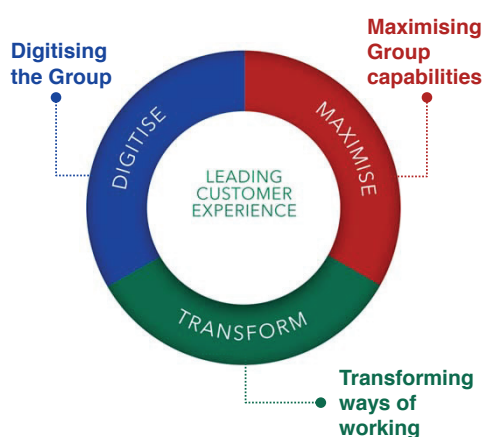 Digitising
the Group
Maximising
Group
capabilities
DIGITISE
MAXIMISE
LEADING
CUSTOMER
EXPERIENCE
TRANSFORM
Transforming
ways of
working